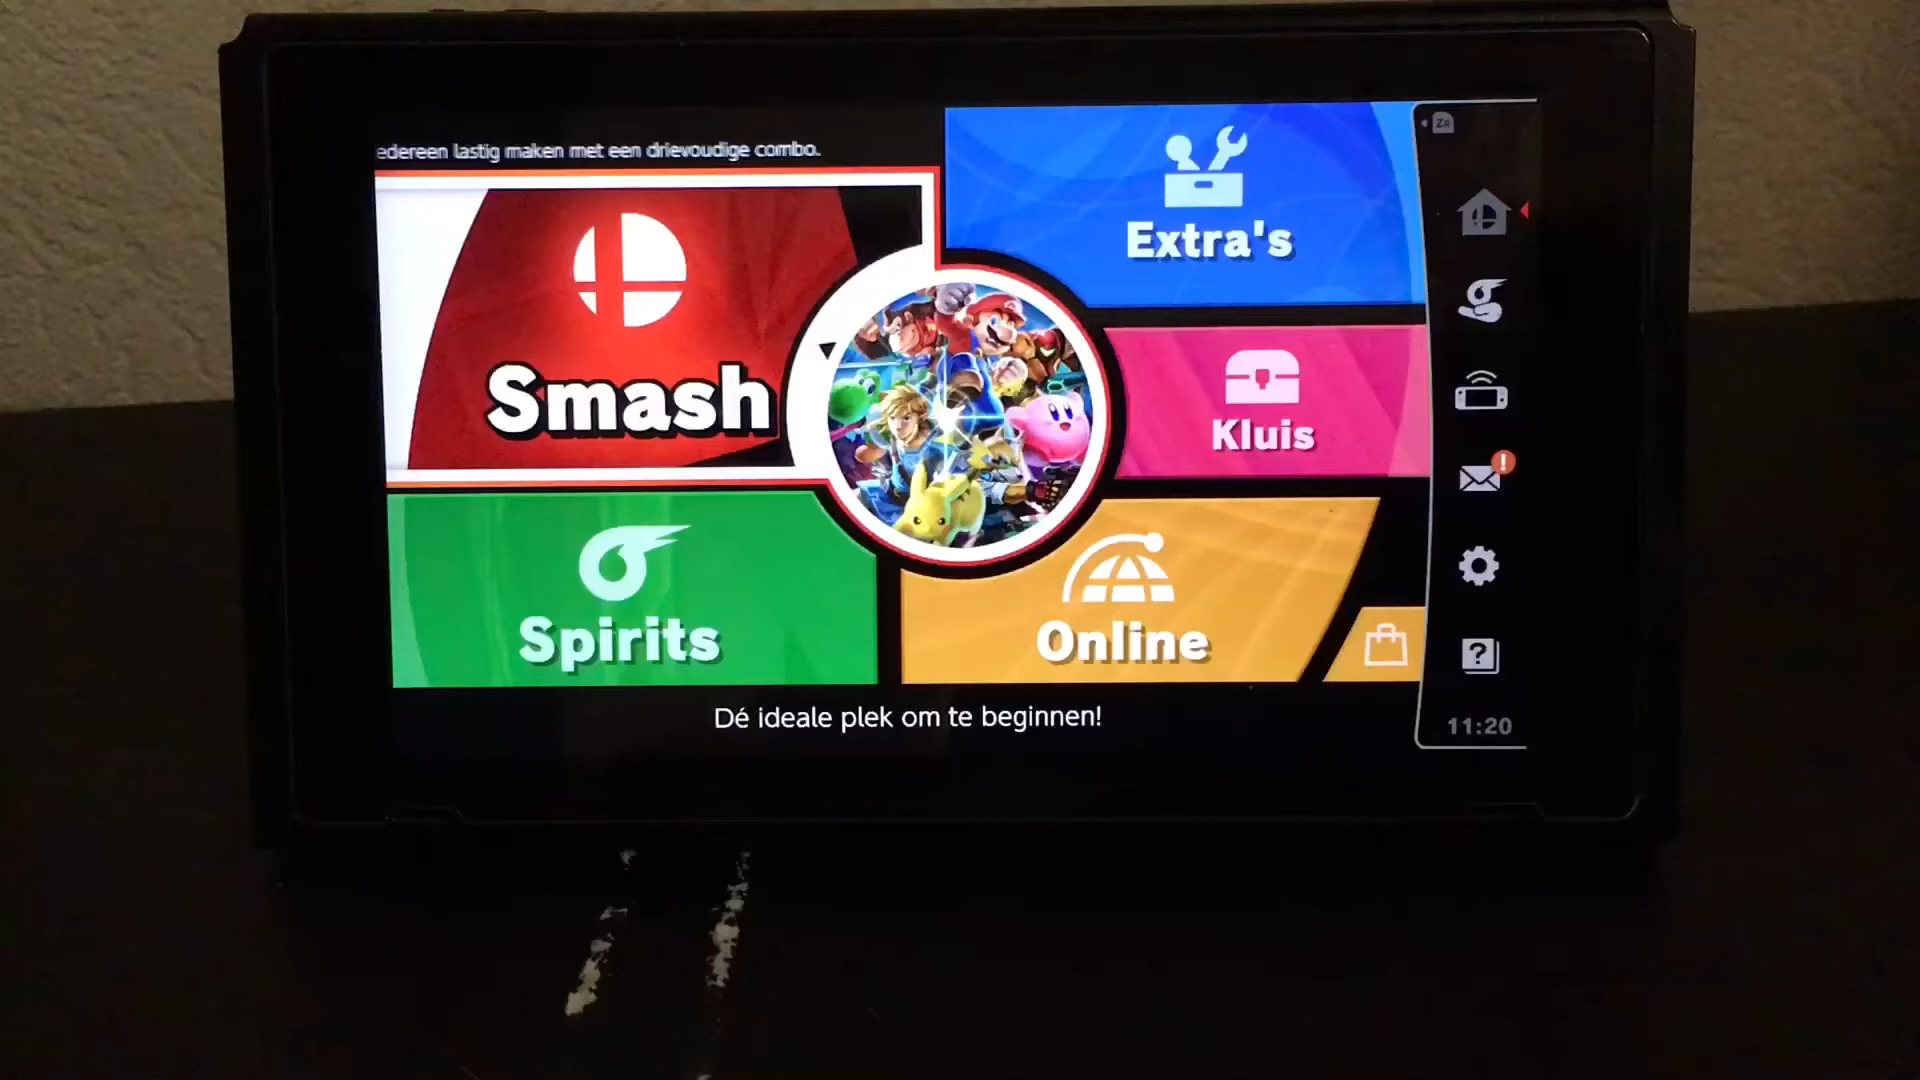 edereen lastig maken met een drievoudige combo.
Smash
Extra's
Kluis
Spirits
Online
Dé ideale plek om te beginnen!
ZR
!
?
11:20